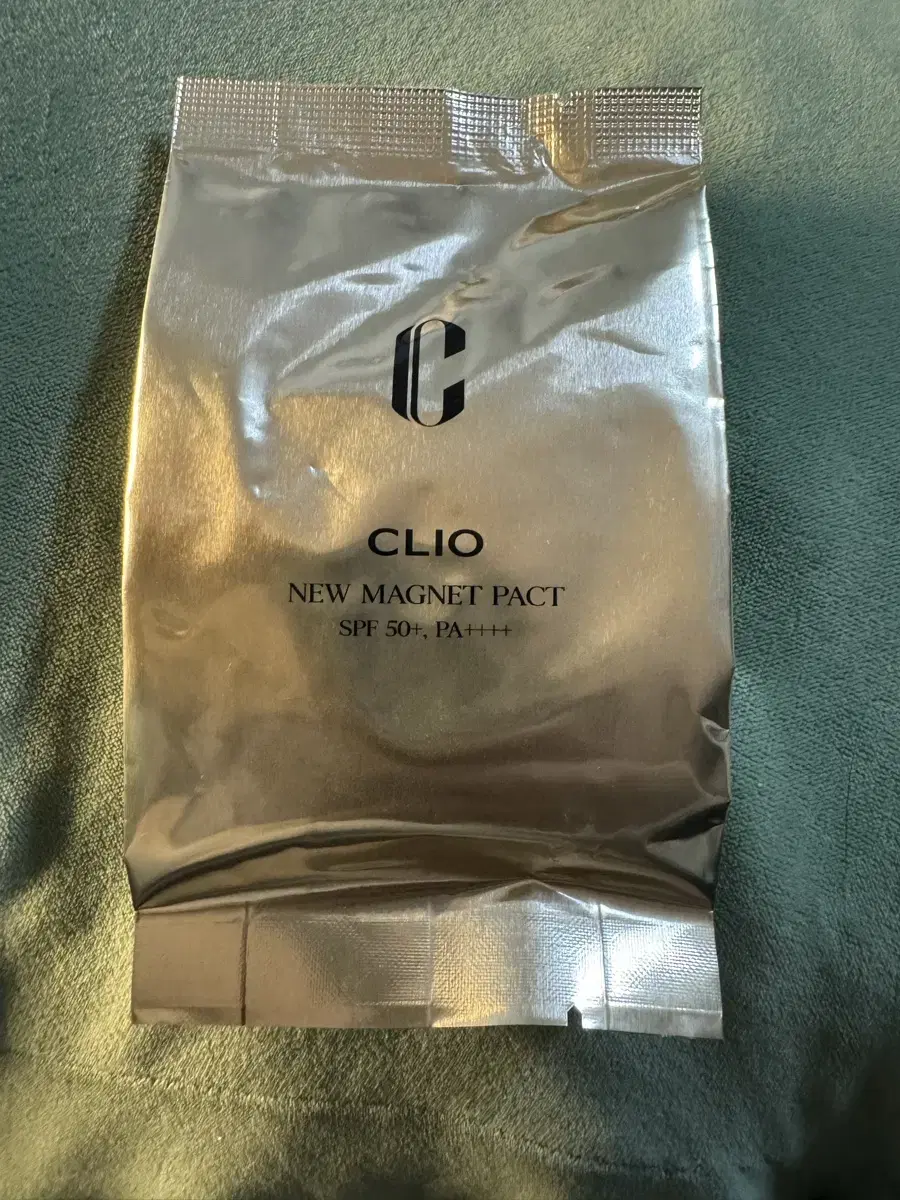 C
CLIO
NEW MAGNET PACT
SPF 50+, PA++++